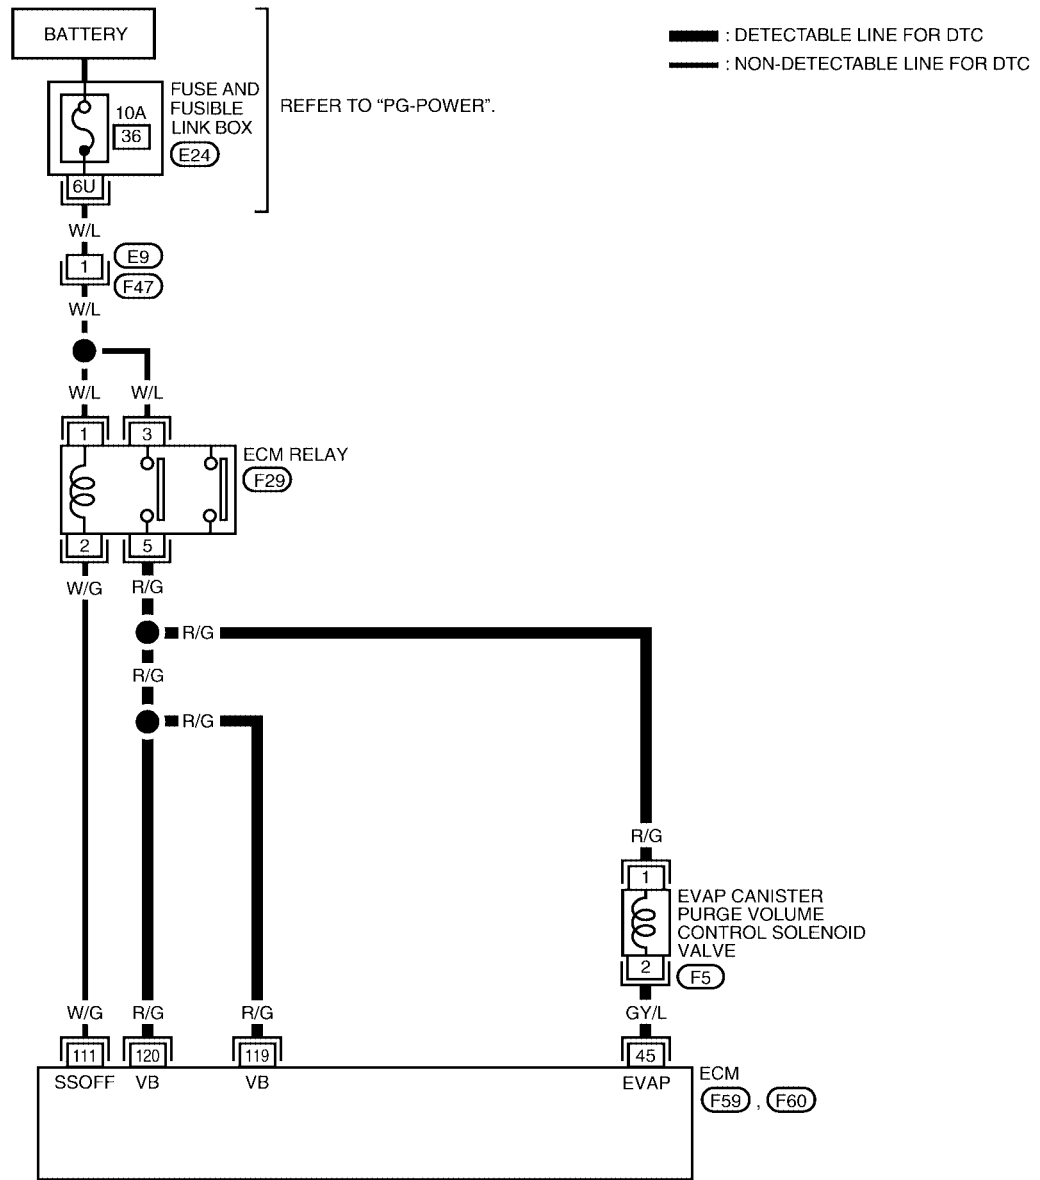 BATTERY
: DETECTABLE LINE FOR DTC
: NON-DETECTABLE LINE FOR DTC
10A
36
FUSE AND
FUSIBLE
LINK BOX
E24
REFER TO "PG-POWER".
6U
W/L
1
E9
F47
W/L
W/L
W/L
1
3
ECM RELAY
F29
2
5
W/G
R/G
R/G
R/G
R/G
R/G
1
EVAP CANISTER
PURGE VOLUME
CONTROL SOLENOID
VALVE
2
F5
W/G
R/G
R/G
GY/L
111
120
119
45
SSOFF
VB
VB
EVAP
ECM
F59 , F60